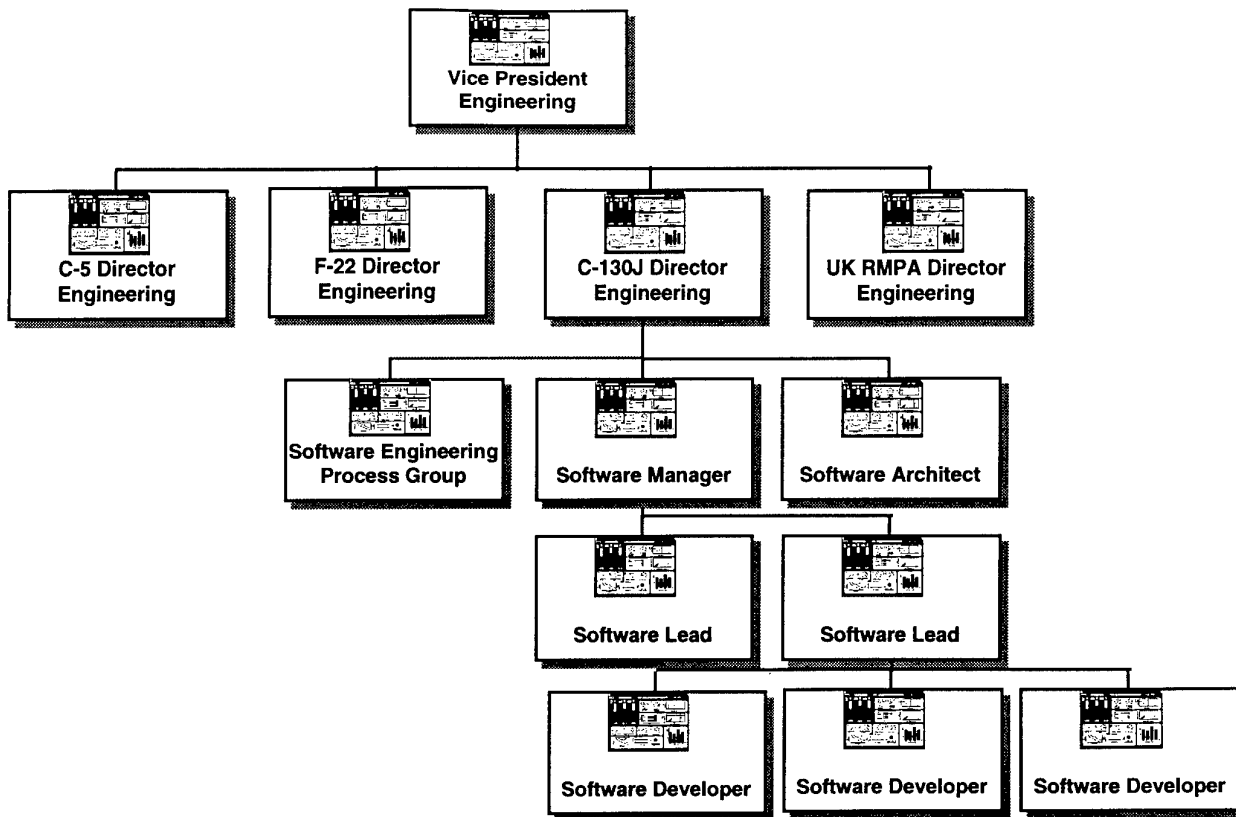 Vice President
Engineering
C-5 Director
Engineering
F-22 Director
Engineering
C-130J Director
Engineering
UK RMPA Director
Engineering
Software Engineering
Process Group
Software Manager
Software Architect
Software Lead
Software Lead
Software Developer
Software Developer
Software Developer